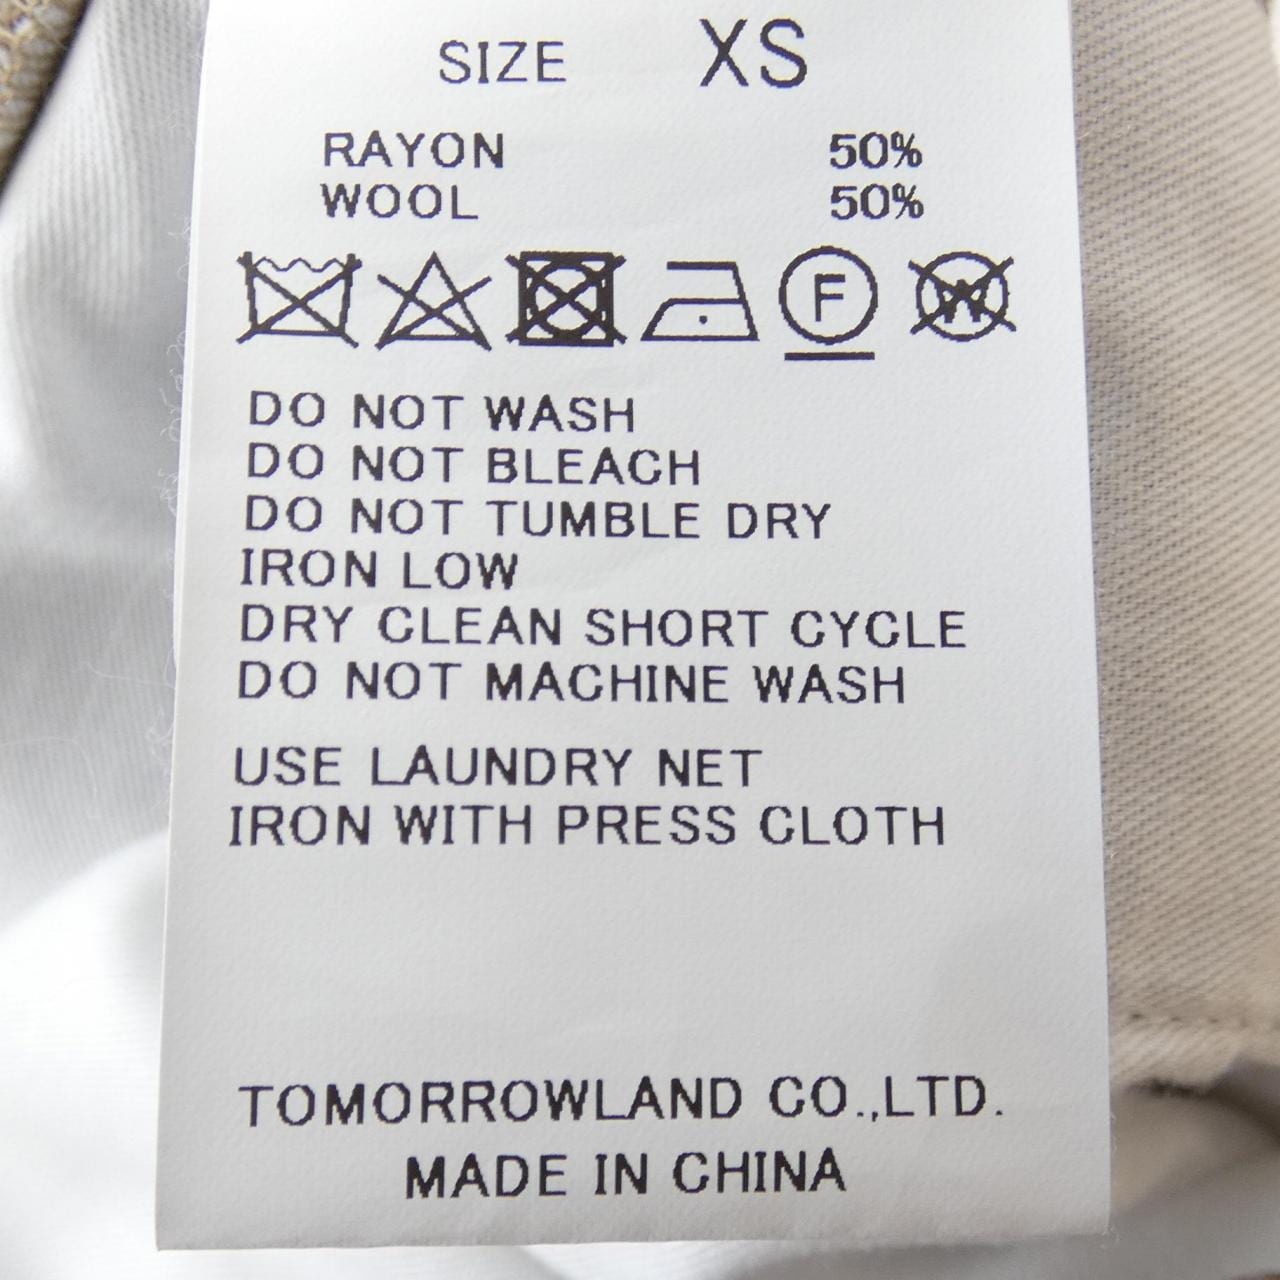 SIZE XS
RAYON 50%
WOOL 50%
F W
DO NOT WASH
DO NOT BLEACH
DO NOT TUMBLE DRY
IRON LOW
DRY CLEAN SHORT CYCLE
DO NOT MACHINE WASH
USE LAUNDRY NET
IRON WITH PRESS CLOTH
TOMORROWLAND CO.,LTD.
MADE IN CHINA